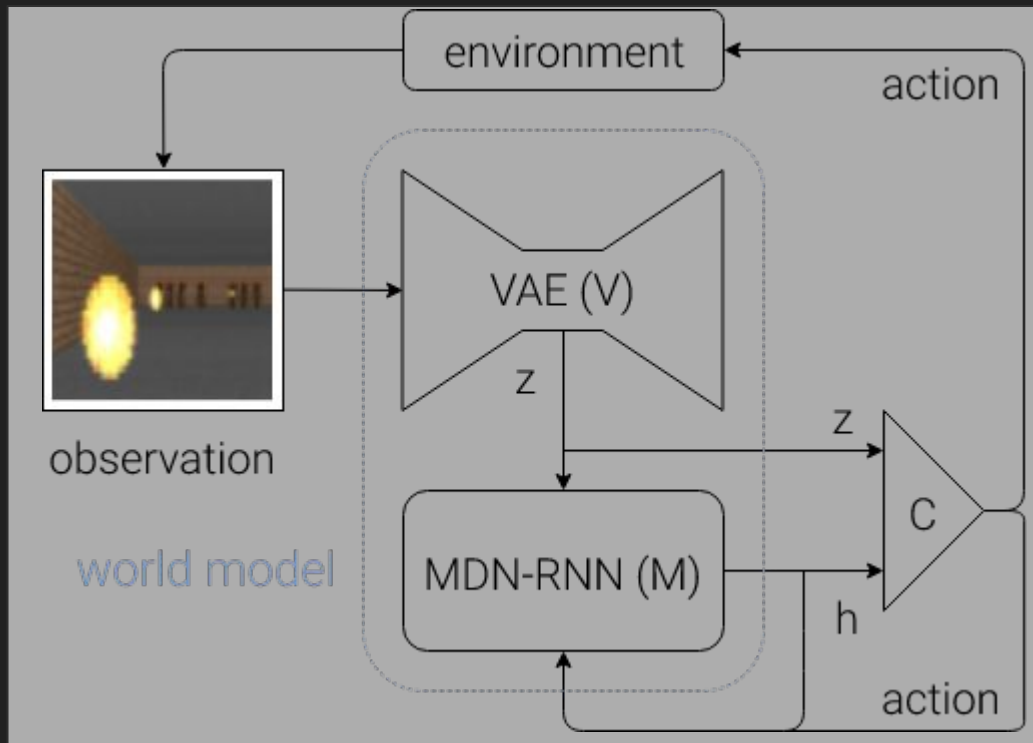 environment
action
VAE (V)
z
z
observation
C
world model
MDN-RNN (M)
h
action